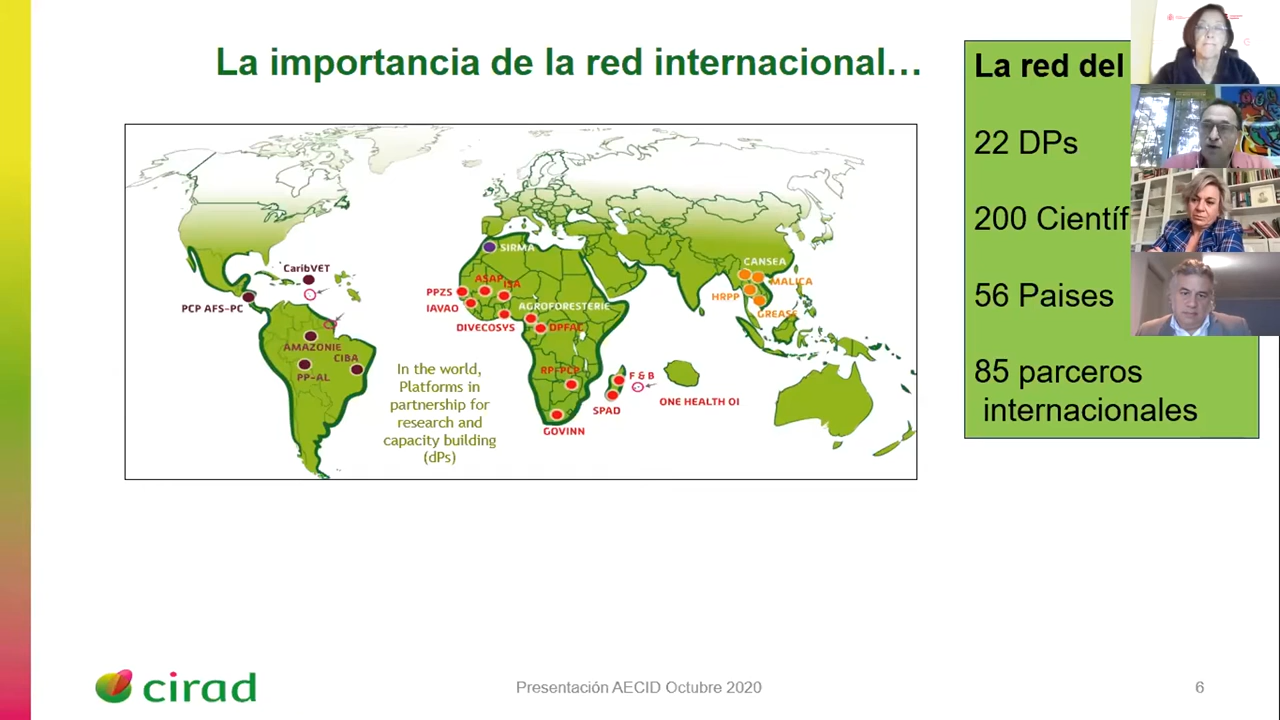 La importancia de la red internacional...
La red del
22 DPs
200 Científ
56 Paises
85 parceros
internacionales
CaribVET
PCP AFS-PC
AMAZONIE
CIBA
PP-AL
In the world,
Platforms in
partnership for
research and
capacity building
(dPs)
SIRMA
ASAP
ISA
PPZS
IAVAO
AGROFORESTERIE
DIVECOSYS
DPFAC
RPFPCP
F & B
SPAD
ONE HEALTH OI
GOVINN
CANSEA
MALICA
HRPP
GREASE
cirad
Presentación AECID Octubre 2020
6